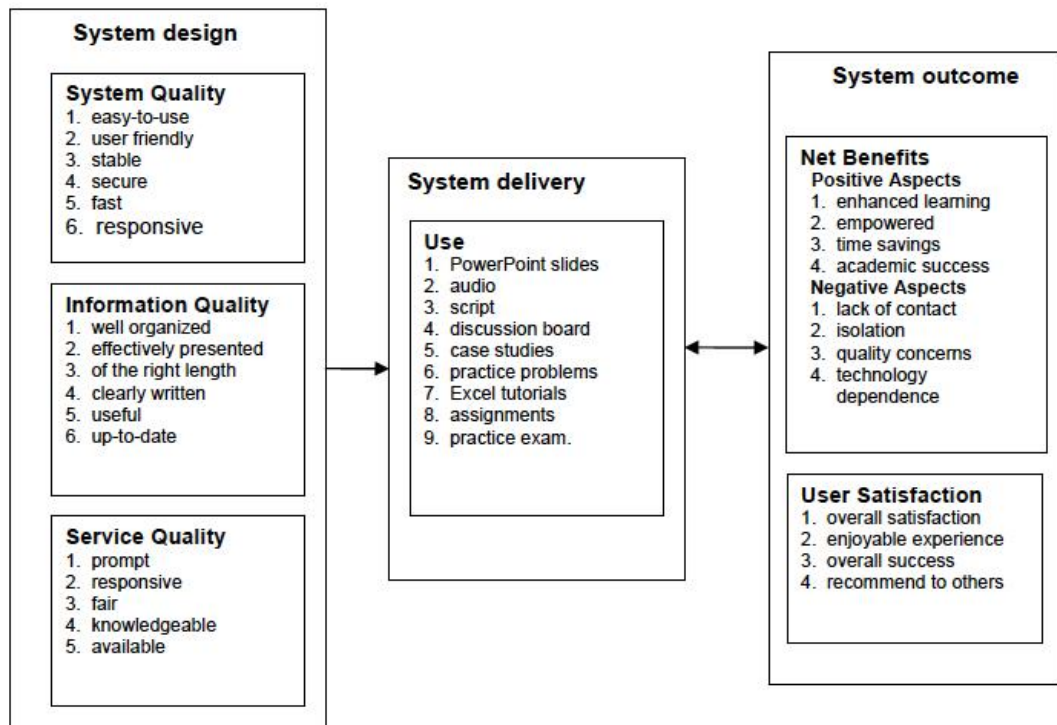 System design
System Quality
1. easy-to-use
2. user friendly
3. stable
4. secure
5. fast
6. responsive
Information Quality
1. well organized
2. effectively presented
3. of the right length
4. clearly written
5. useful
6. up-to-date
Service Quality
1. prompt
2. responsive
3. fair
4. knowledgeable
5. available
System delivery
Use
1. PowerPoint slides
2. audio
3. script
4. discussion board
5. case studies
6. practice problems
7. Excel tutorials
8. assignments
9. practice exam.
System outcome
Net Benefits
Positive Aspects
1. enhanced learning
2. empowered
3. time savings
4. academic success
Negative Aspects
1. lack of contact
2. isolation
3. quality concerns
4. technology
dependence
User Satisfaction
1. overall satisfaction
2. enjoyable experience
3. overall success
4. recommend to others